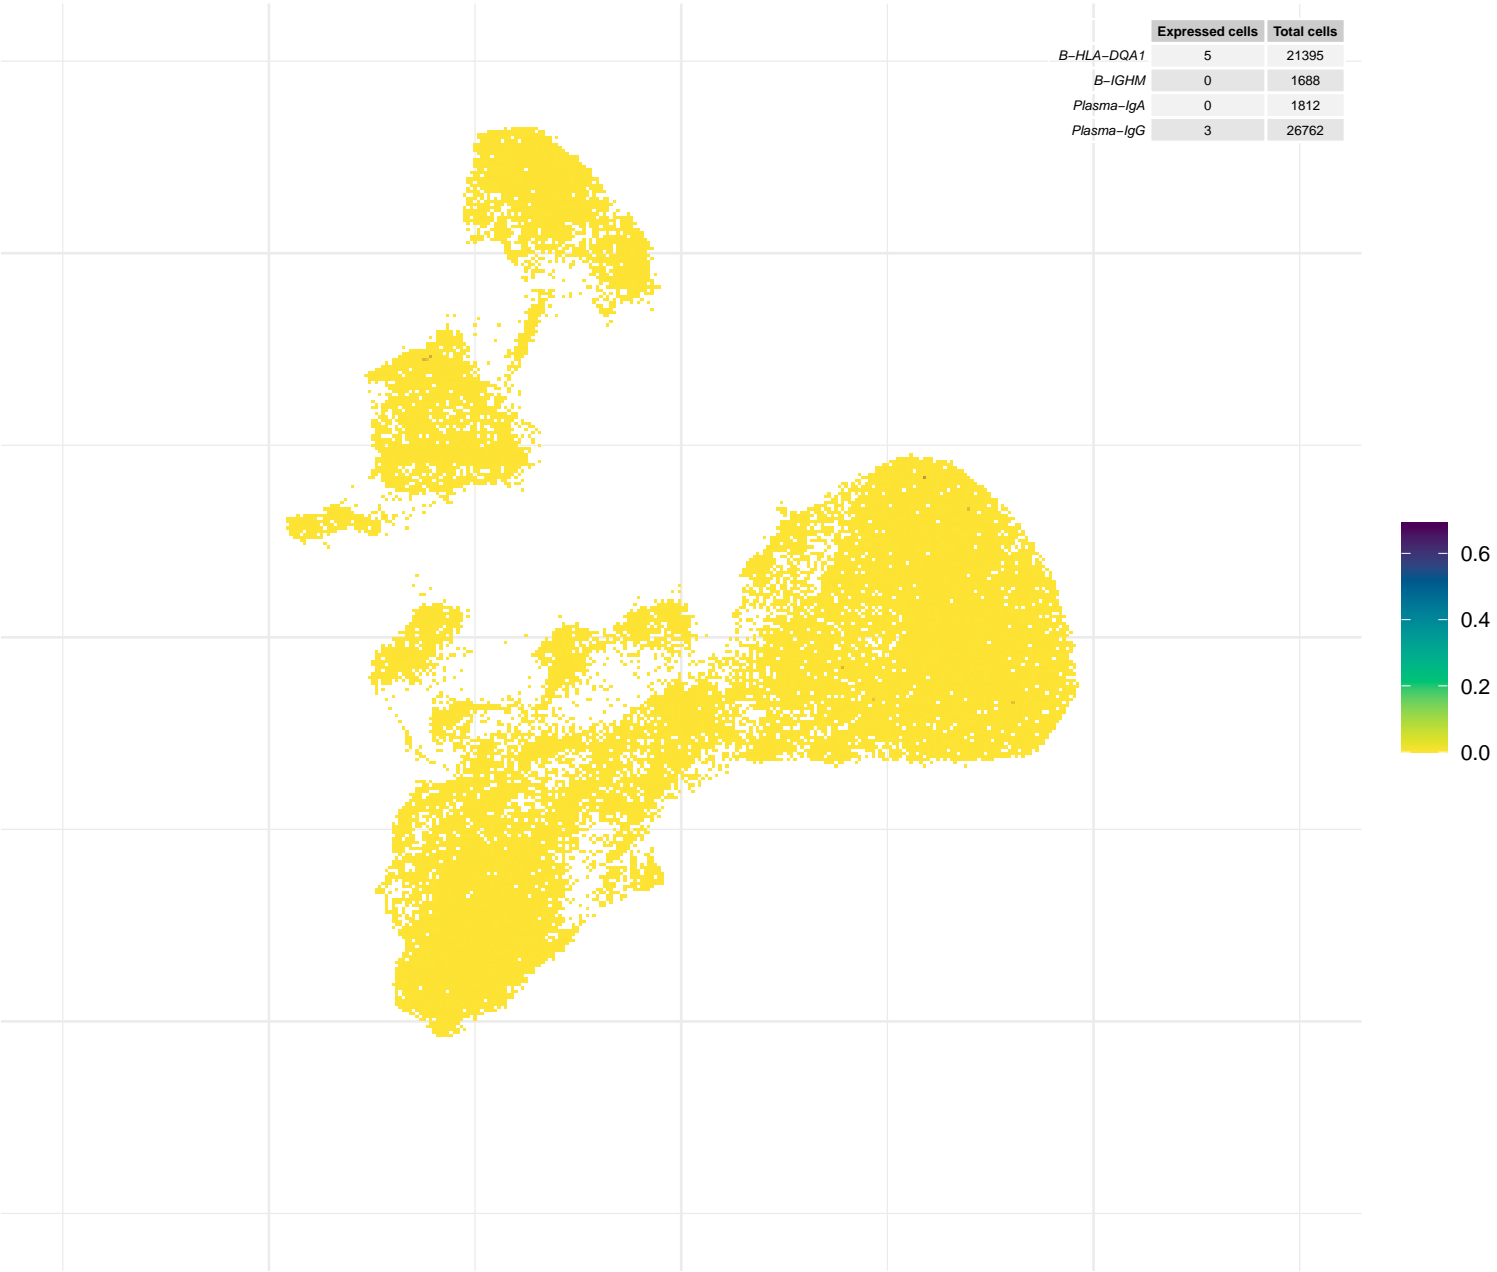 Expressed cells Total cells
B−HLA−DQA1 5 21395
B−IGHM 0 1688
Plasma−IgA 0 1812
Plasma−IgG 3 26762
0.6
0.4
0.2
0.0